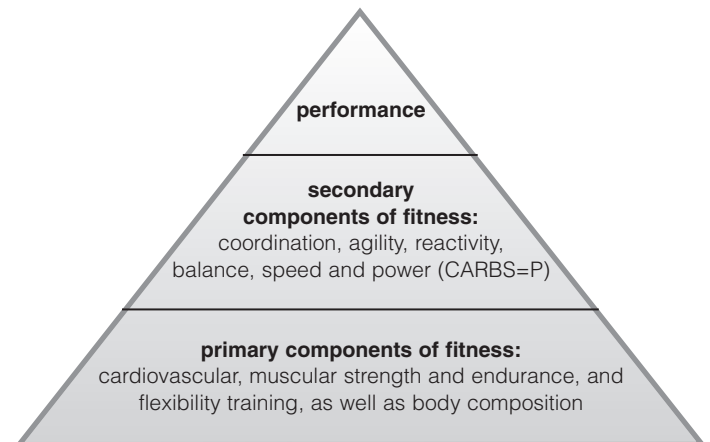 performance
secondary
components of fitness:
coordination, agility, reactivity,
balance, speed and power (CARBS=P)
primary components of fitness:
cardiovascular, muscular strength and endurance, and
flexibility training, as well as body composition